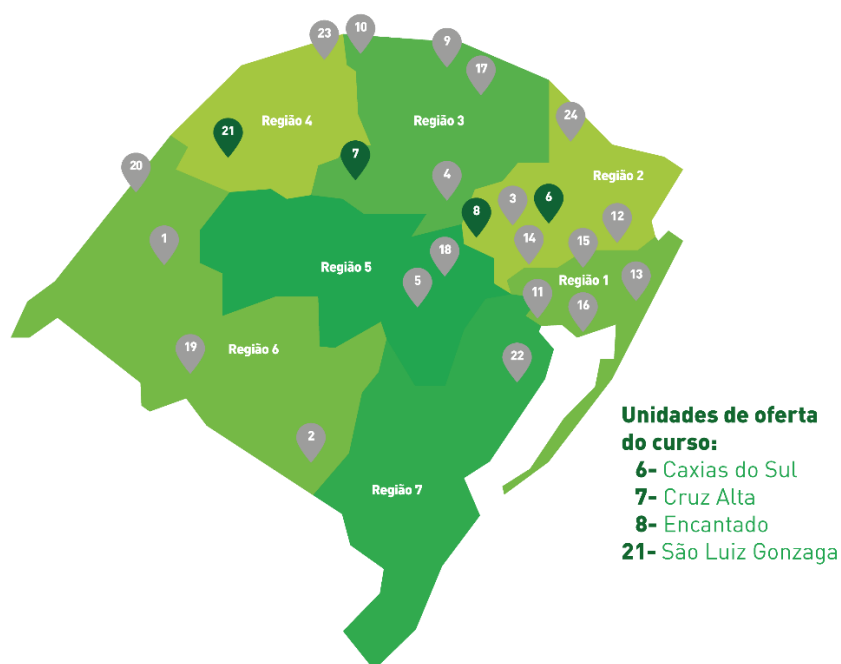 23
10
9
17
24
21
Região 4
Região 3
7
20
4
Região 2
3
6
8
12
1
14
15
18
Região 5
5
Região 1
13
11
16
19
Região 6
22
2
Região 7
Unidades de oferta
do curso:
6- Caxias do Sul
7- Cruz Alta
8- Encantado
21- São Luiz Gonzaga